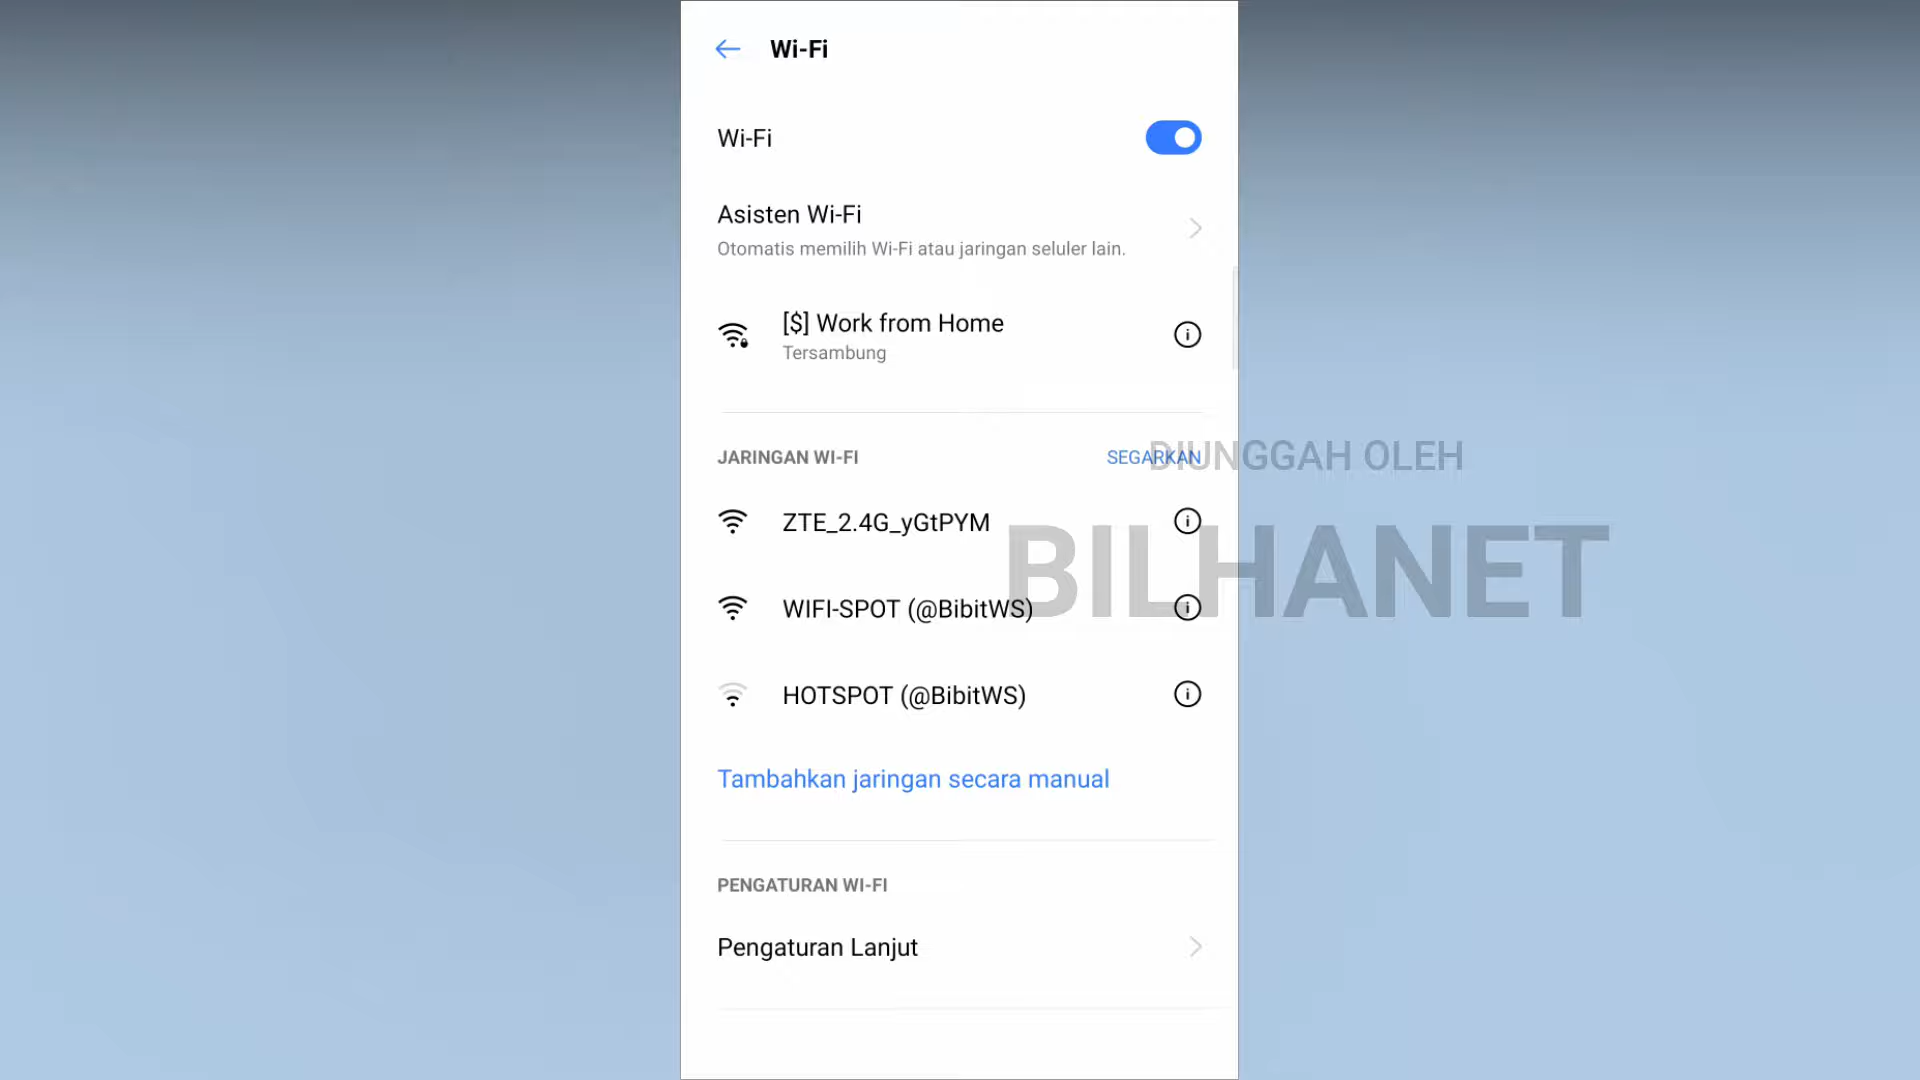 Wi-Fi
Wi-Fi
Asisten Wi-Fi
Otomatis memilih Wi-Fi atau jaringan seluler lain.
[$] Work from Home
Tersambung
JARINGAN WI-FI
SEGARKAN
DIUNGGAH OLEH
ZTE_2.4G_yGtPYM
BILHANET
WIFI-SPOT (@BibitWS)
HOTSPOT (@BibitWS)
Tambahkan jaringan secara manual
PENGATURAN WI-FI
Pengaturan Lanjut